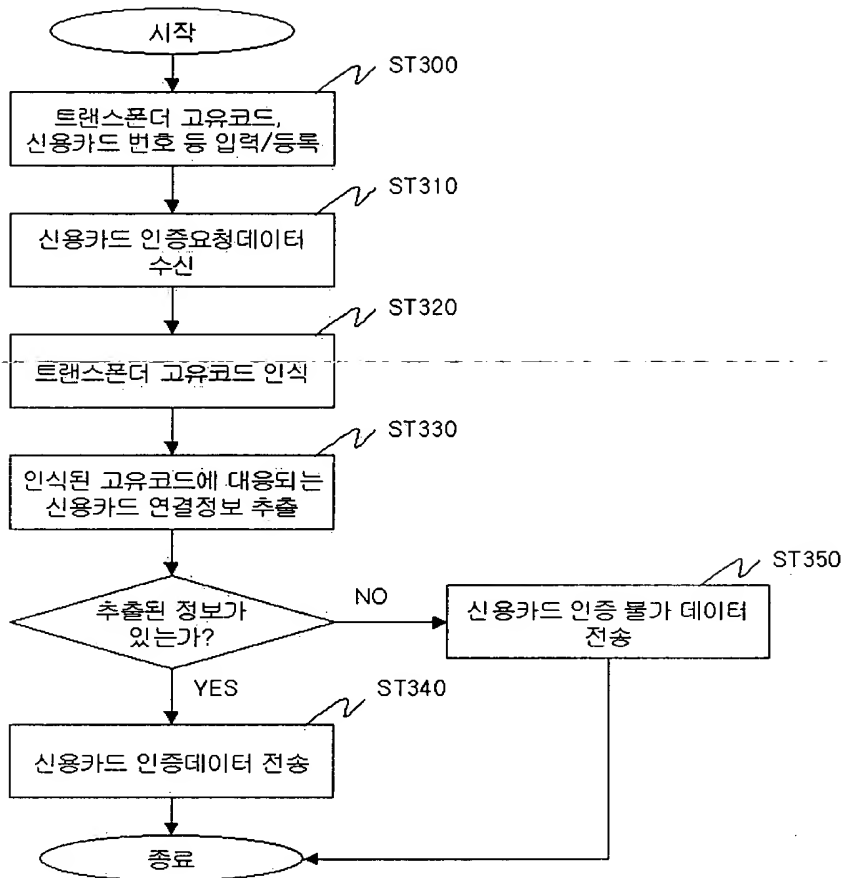 시작
ST300
트랜스폰더 고유코드,
신용카드 번호 등 입력/등록
ST310
신용카드 인증요청데이터
수신
ST320
트랜스폰더 고유코드 인식
ST330
인식된 고유코드에 대응되는
신용카드 연결정보 추출
추출된 정보가
있는가?
NO
ST350
신용카드 인증 불가 데이터
전송
YES
ST340
신용카드 인증데이터 전송
종료